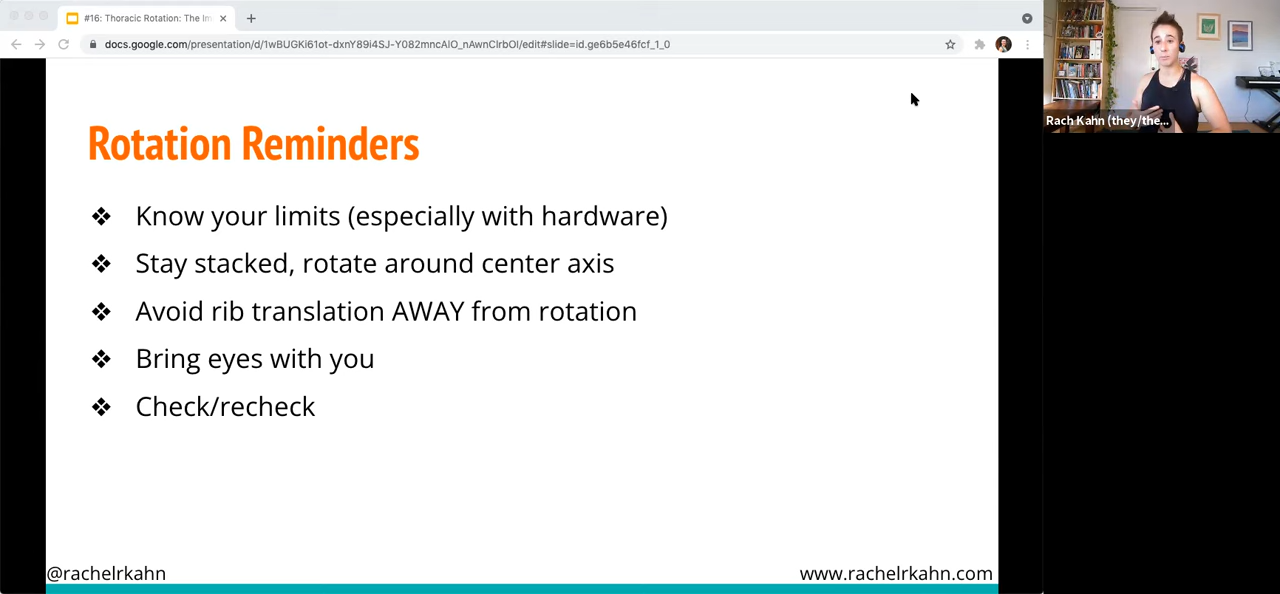 #16: Thoracic Rotation: The Im
docs.google.com/presentation/d/1wBUGKi61ot-dxnY89i4SJ-Y082mncAlO_nAwnClrbOI/edit#slide=id.ge6b5e46fcf_1_0
Rach Kahn (they/the...
Rotation Reminders
❖ Know your limits (especially with hardware)
❖ Stay stacked, rotate around center axis
❖ Avoid rib translation AWAY from rotation
❖ Bring eyes with you
❖ Check/recheck
@rachelrkahn
www.rachelrkahn.com